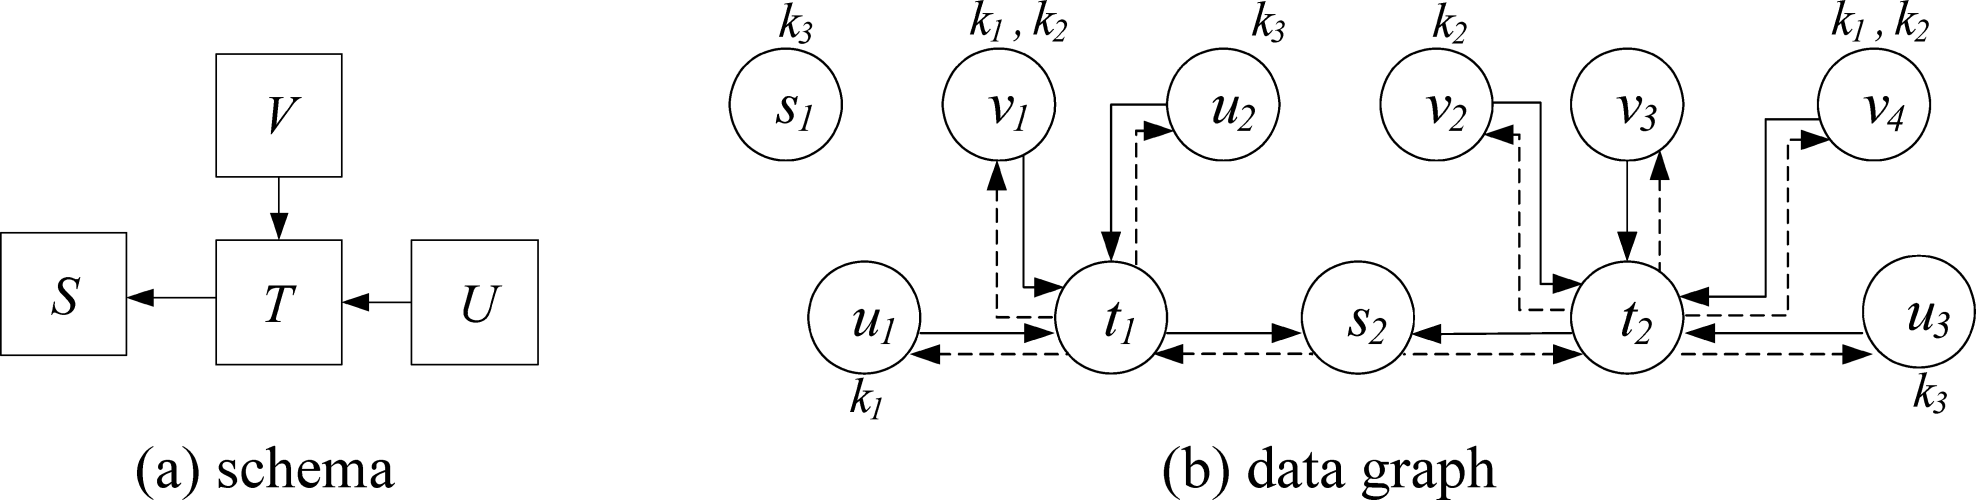 V
S T U
(a) schema
k3 k1, k2 k3 k2 k1, k2
s1 v1 u2 v2 v3 v4
u1 t1 s2 t2 u3
k1 k3
(b) data graph